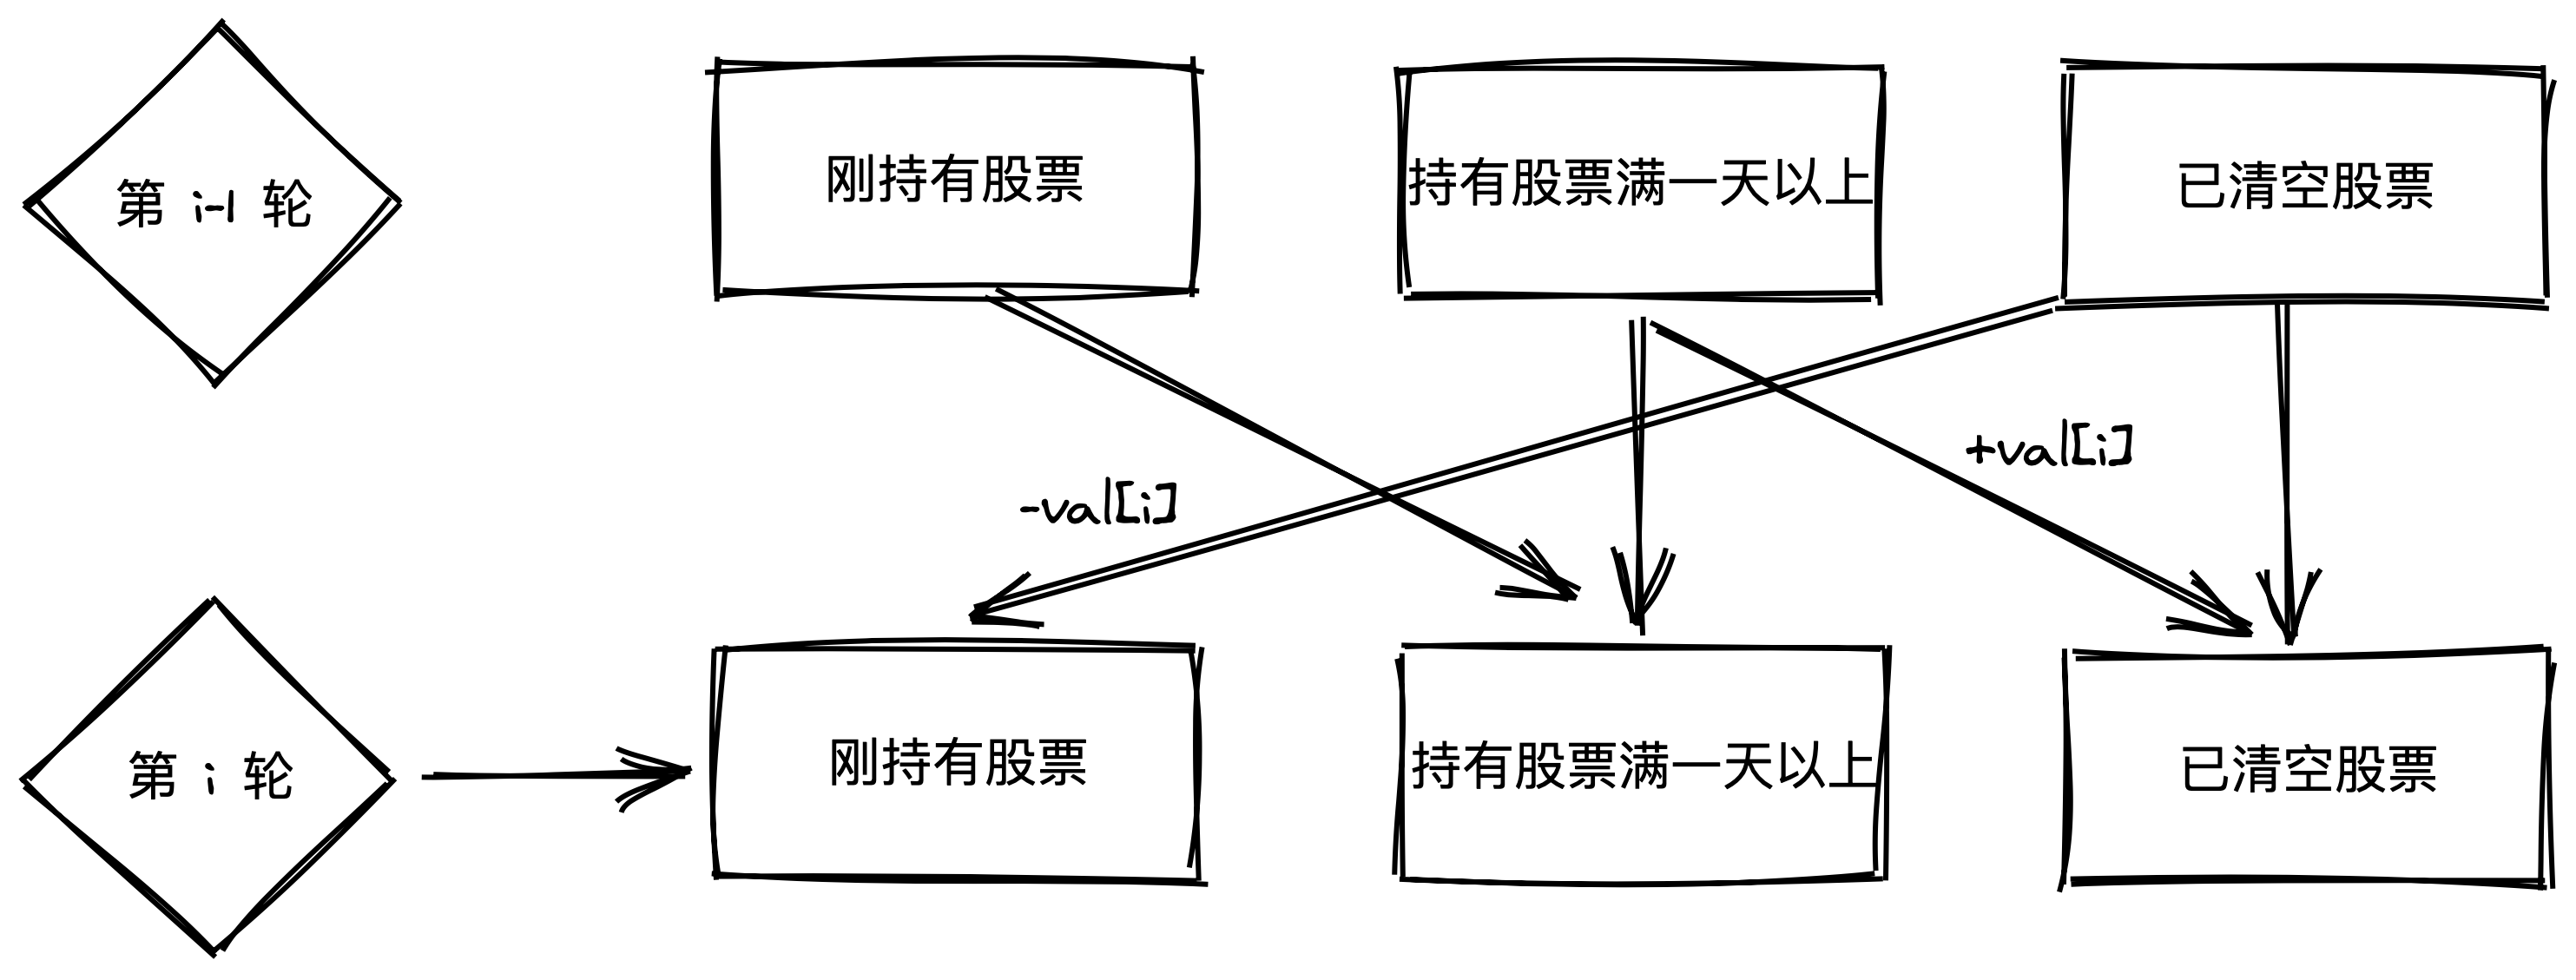 第 i-1 轮
刚持有股票
持有股票满一天以上
已清空股票
+val[i]
-val[i]
第 i 轮
刚持有股票
持有股票满一天以上
已清空股票